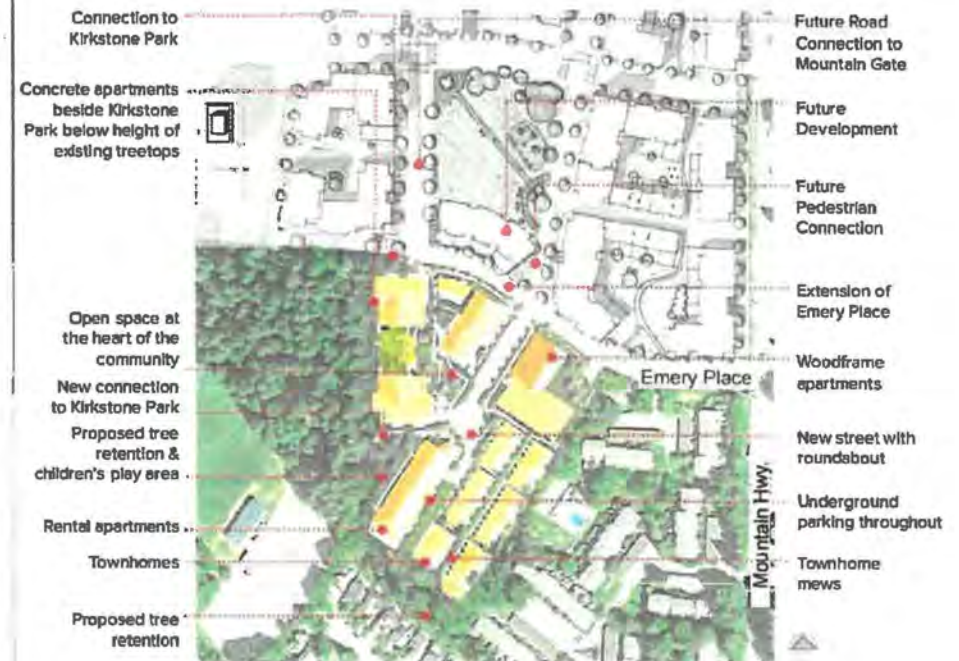 Connection to
Kirkstone Park
Concrete apartments
beside Kirkstone
Park below height of
existing treetops
Open space at
the heart of the
community
New connection
to Kirkstone Park
Proposed tree
retention &
children's play area
Rental apartments
Townhomes
Proposed tree
retention
Future Road
Connection to
Mountain Gate
Future
Development
Future
Pedestrian
Connection
Extension of
Emery Place
Woodframe
apartments
New street with
roundabout
Underground
parking throughout
Townhome
mews
Emery Place
Mountain Hwy